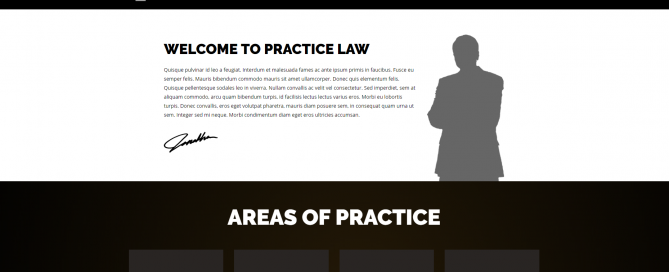 WELCOME TO PRACTICE LAW
Quisque pulvinar id leo a feugiat. Interdum et malesuada fames ac ante ipsum primis in faucibus. Fusce eu
semper felis. Mauris bibendum commodo mauris sit amet ullamcorper. Donec quis elementum felis.
Quisque pellentesque sodales leo in viverra. Nullam convallis ac velit vel consectetur. Sed imperdiet, sem at
aliquam commodo, arcu quam bibendum turpis, id facilisis lectus lectus varius eros. Morbi eu lobortis
turpis. Donec convallis, eros eget volutpat pharetra, mauris diam posuere sem, in consequat quam urna ut
sem. Integer sed mi neque. Morbi condimentum diam eget eros ultricies accumsan.
AREAS OF PRACTICE